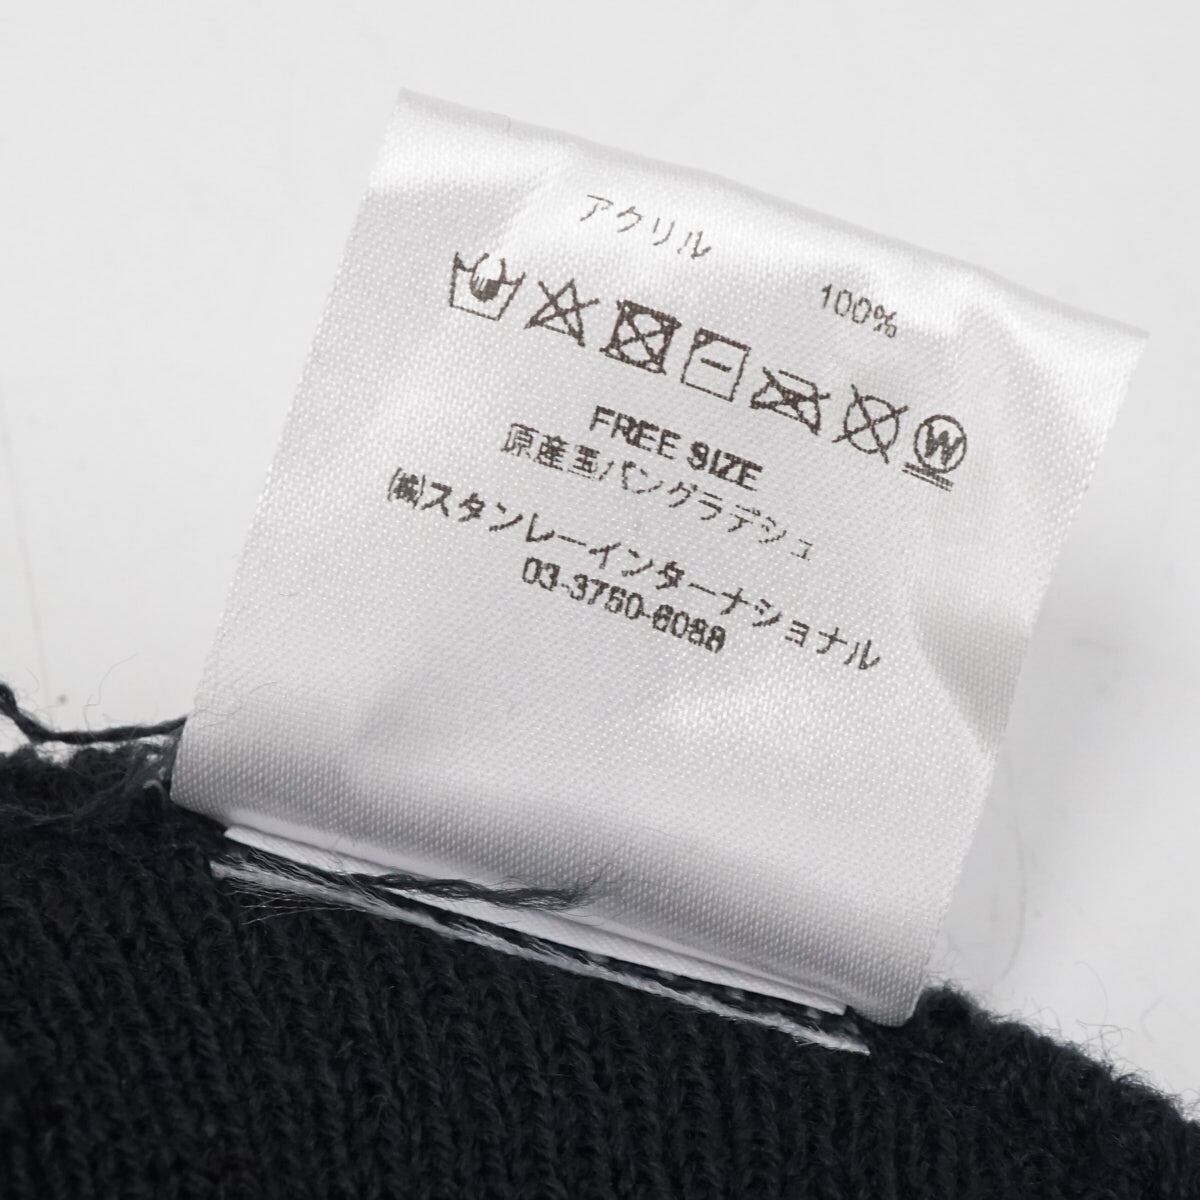 アクリル 100%
FREE SIZE
原産国バングラデシュ
(株)スタンレーインターナショナル
03-3750-6088